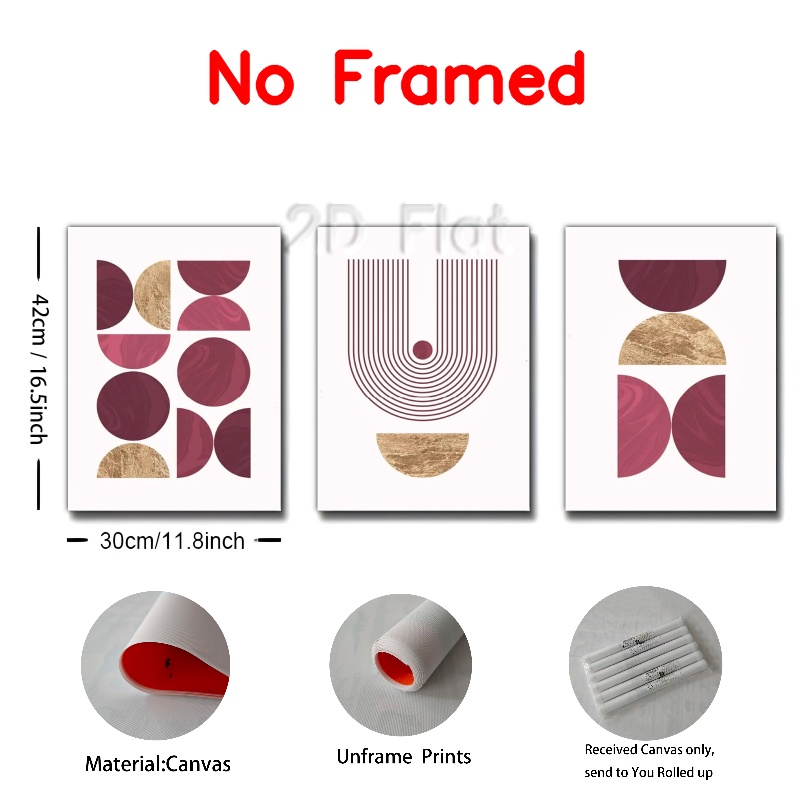 No Framed
2D Flat
42cm / 16.5inch
30cm/11.8inch
Material:Canvas
Unframe Prints
Received Canvas only,
send to You Rolled up